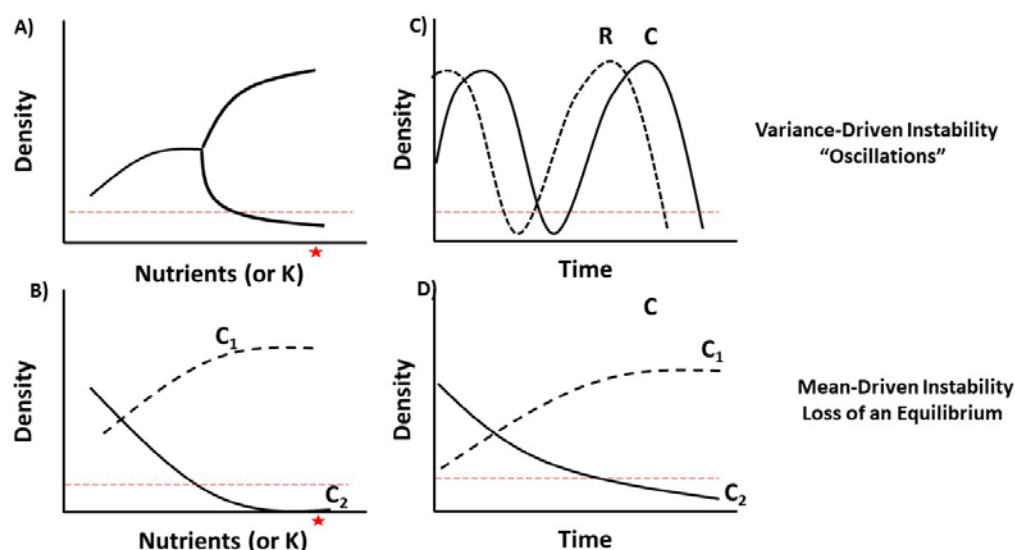 A)
Density
Nutrients (or K)
C)
R
C
Density
Time
Variance-Driven Instability
“Oscillations”
B)
Density
C₁
C₂
Nutrients (or K)
D)
C
Density
C₁
C₂
Time
Mean-Driven Instability
Loss of an Equilibrium